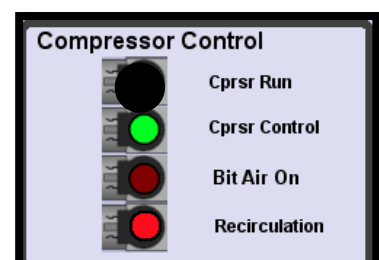 Compressor Control
Cprsr Run
Cprsr Control
Bit Air On
Recirculation